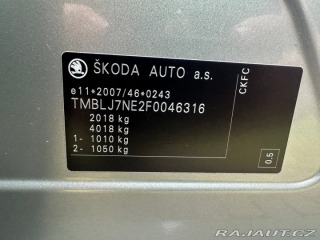 ŠKODA AUTO a.s.
e11*2007/46*0243
TMBLJ7NE2F0046316
2018 kg
4018 kg
1- 1010 kg
2- 1050 kg
CKFC
0.5
RAJAUT.CZ